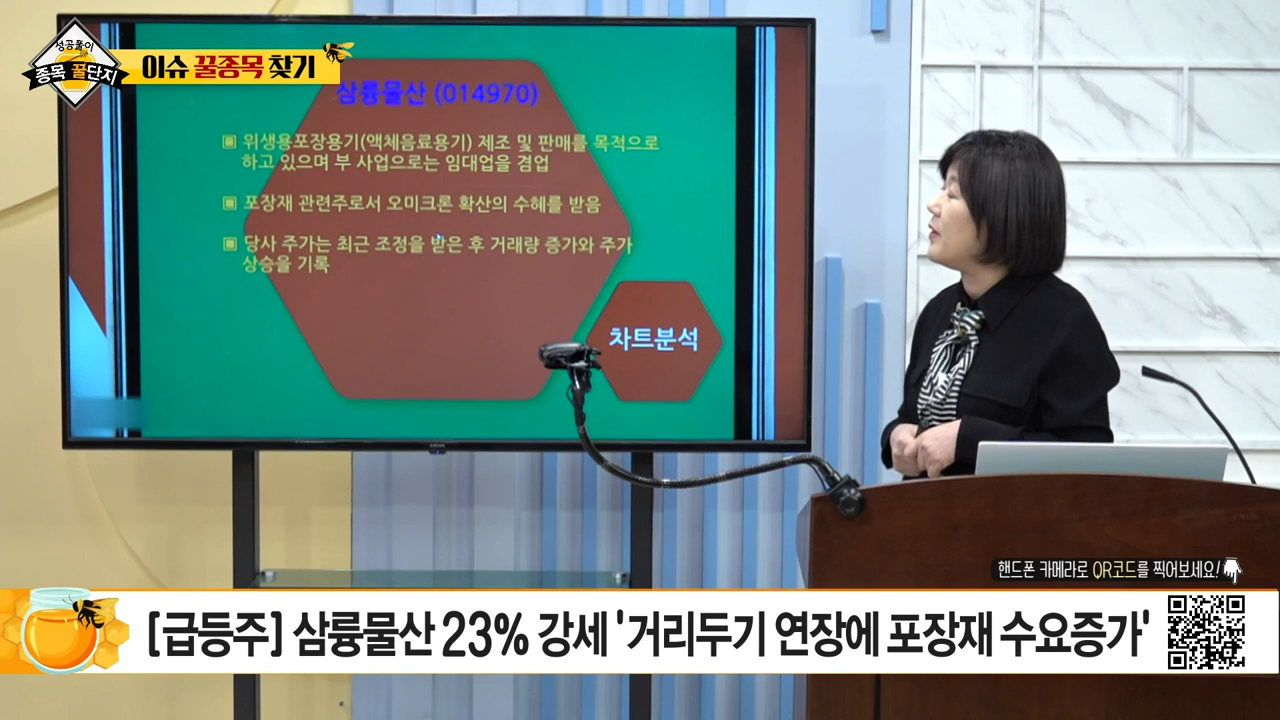 성공풀이
종목 꿀단지
이슈 꿀종목 찾기
삼륭물산 (014970)
▣ 위생용포장용기(액체음료용기) 제조 및 판매를 목적으로
하고 있으며 부 사업으로는 임대업을 겸업
▣ 포장재 관련주로서 오미크론 확산의 수혜를 받음
▣ 당사 주가는 최근 조정을 받은 후 거래량 증가와 주가
상승을 기록
차트분석
핸드폰 카메라로 QR코드를 찍어보세요!
[급등주] 삼륭물산 23% 강세 '거리두기 연장에 포장재 수요증가'